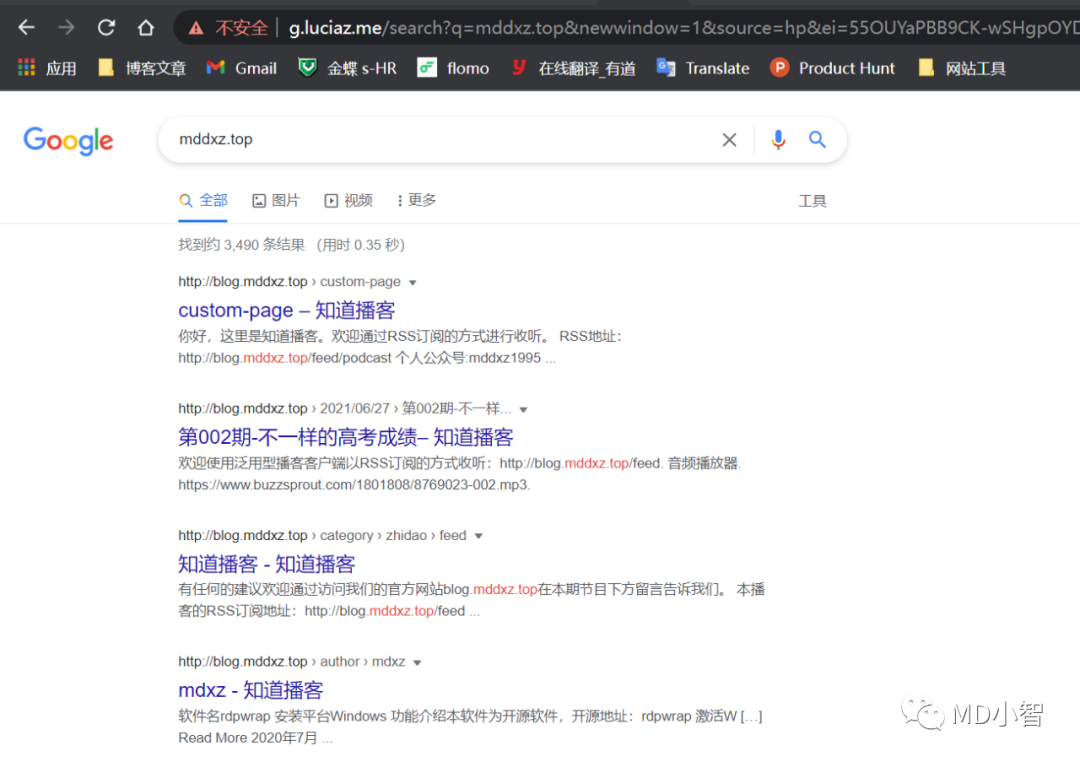 不安全 g.luciaz.me/search?q=mddxz.top&newwindow=1&source=hp&ei=55OUYaPBB9CK-wSHgpOYD
应用 博客文章 Gmail 金蝶 s-HR flomo 在线翻译_有道 Translate Product Hunt 网站工具
Google mddxz.top
全部 图片 视频 更多 工具
找到约 3,490 条结果 （用时 0.35 秒）
http://blog.mddxz.top › custom-page
custom-page – 知道播客
你好，这里是知道播客。欢迎通过RSS订阅的方式进行收听。 RSS地址：
http://blog.mddxz.top/feed/podcast 个人公众号:mddxz1995 ...
http://blog.mddxz.top › 2021/06/27 › 第002期-不一样...
第002期-不一样的高考成绩– 知道播客
欢迎使用泛用型播客客户端以RSS订阅的方式收听：http://blog.mddxz.top/feed. 音频播放器.
https://www.buzzsprout.com/1801808/8769023-002.mp3.
http://blog.mddxz.top › category › zhidao › feed
知道播客 - 知道播客
有任何的建议欢迎通过访问我们的官方网站blog.mddxz.top在本期节目下方留言告诉我们。 本播
客的RSS订阅地址：http://blog.mddxz.top/feed ...
http://blog.mddxz.top › author › mdxz
mdxz - 知道播客
软件名rdpwrap 安装平台Windows 功能介绍本软件为开源软件，开源地址：rdpwrap 激活W […]
Read More 2020年7月 ...
MD小智